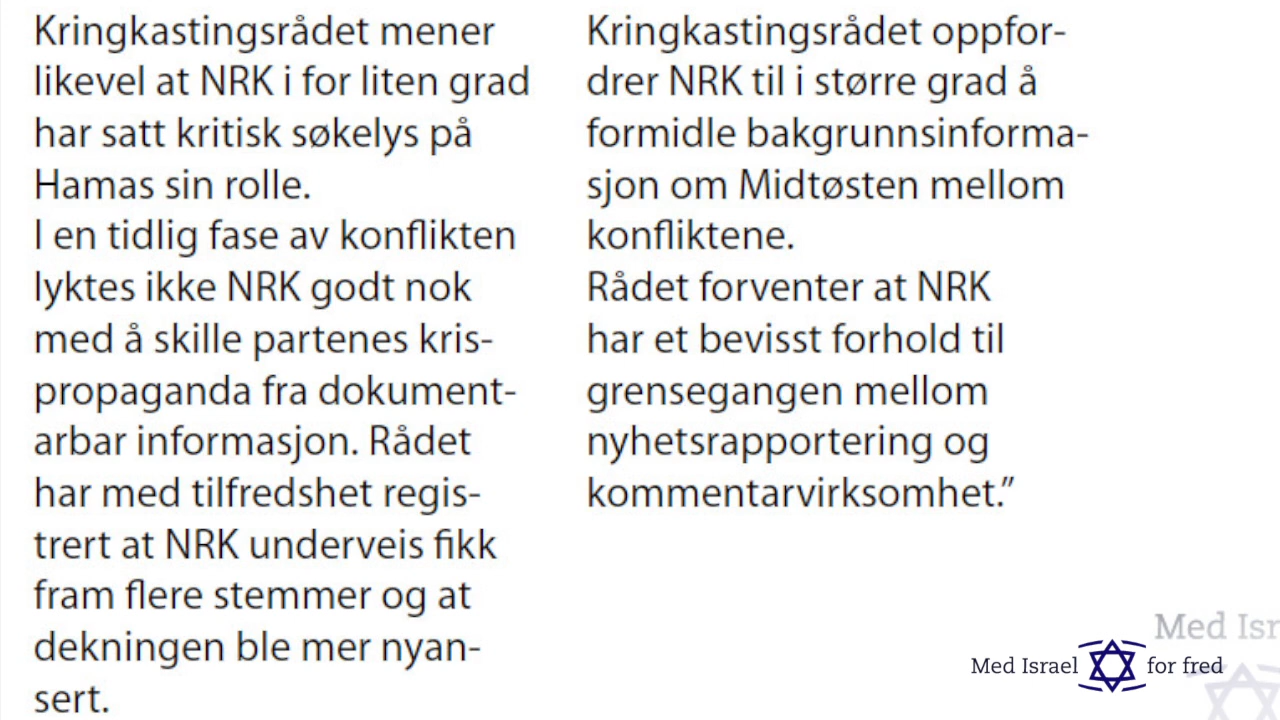 Kringkastingsrådet mener
likevel at NRK i for liten grad
har satt kritisk søkelys på
Hamas sin rolle.
I en tidlig fase av konflikten
lyktes ikke NRK godt nok
med å skille partenes kris-
propaganda fra dokument-
arbar informasjon. Rådet
har med tilfredshet regis-
trert at NRK underveis fikk
fram flere stemmer og at
dekningen ble mer nyan-
sert.
Kringkastingsrådet oppfor-
drer NRK til i større grad å
formidle bakgrunnsinforma-
sjon om Midtøsten mellom
konfliktene.
Rådet forventer at NRK
har et bevisst forhold til
grensegangen mellom
nyhetsrapportering og
kommentarvirksomhet.”
Med Isr
Med Israel for fred